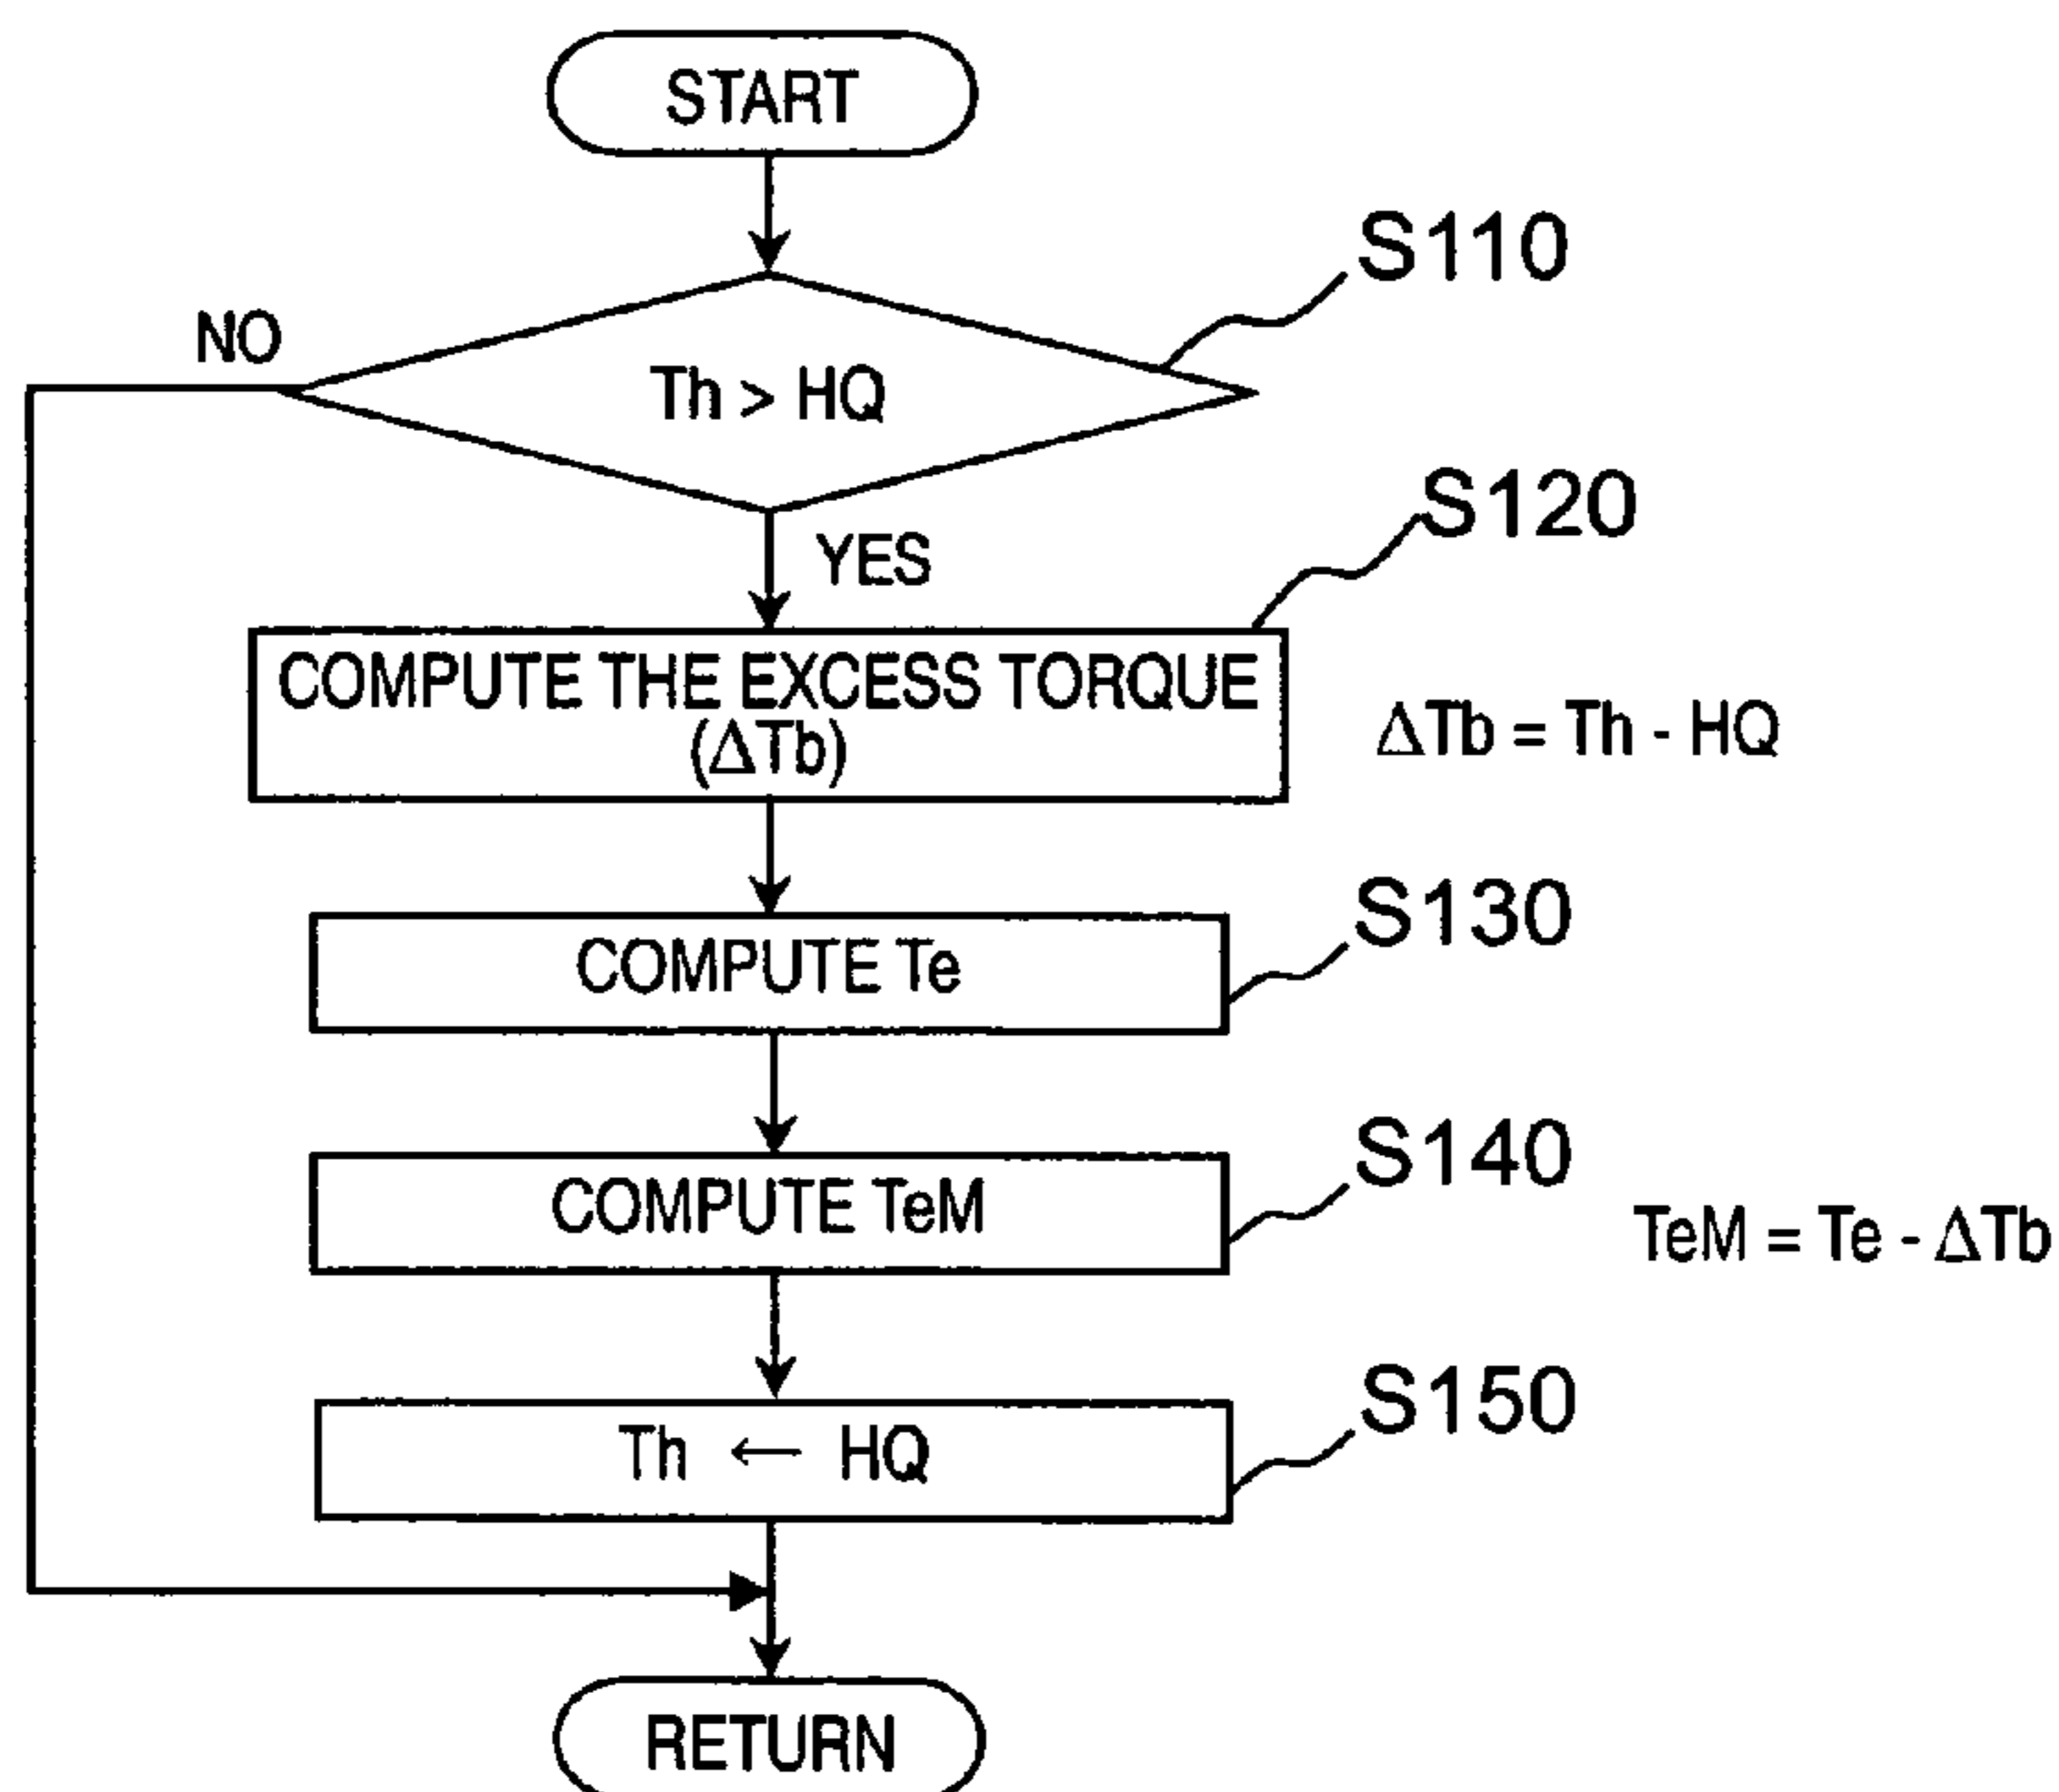 START
S110
NO
Th > HQ
S120
YES
COMPUTE THE EXCESS TORQUE
(ΔTb)
ΔTb = Th - HQ
S130
COMPUTE Te
S140
COMPUTE TeM
TeM = Te - ΔTb
S150
Th ← HQ
RETURN